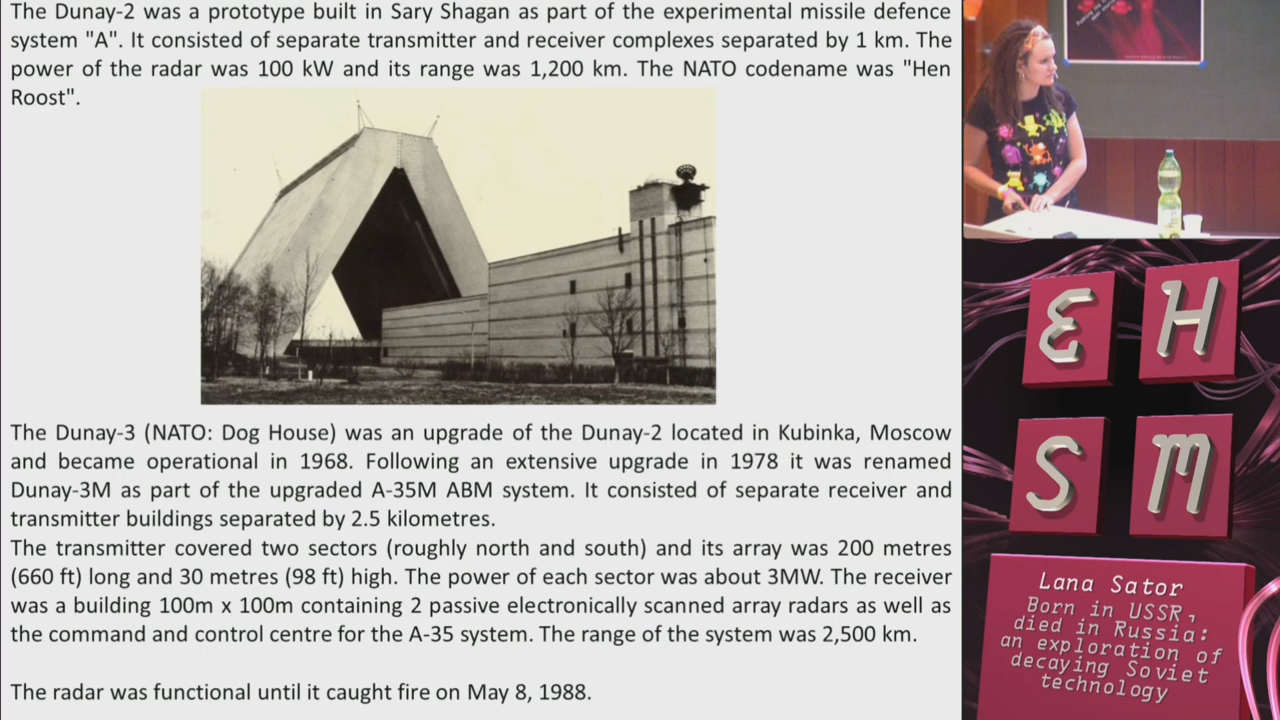 The Dunay-2 was a prototype built in Sary Shagan as part of the experimental missile defence
system "A". It consisted of separate transmitter and receiver complexes separated by 1 km. The
power of the radar was 100 kW and its range was 1,200 km. The NATO codename was "Hen
Roost".
The Dunay-3 (NATO: Dog House) was an upgrade of the Dunay-2 located in Kubinka, Moscow
and became operational in 1968. Following an extensive upgrade in 1978 it was renamed
Dunay-3M as part of the upgraded A-35M ABM system. It consisted of separate receiver and
transmitter buildings separated by 2.5 kilometres.
The transmitter covered two sectors (roughly north and south) and its array was 200 metres
(660 ft) long and 30 metres (98 ft) high. The power of each sector was about 3MW. The receiver
was a building 100m x 100m containing 2 passive electronically scanned array radars as well as
the command and control centre for the A-35 system. The range of the system was 2,500 km.
The radar was functional until it caught fire on May 8, 1988.
E H
S M
Lana Sator
Born in USSR,
died in Russia:
an exploration of
decaying Soviet
technology